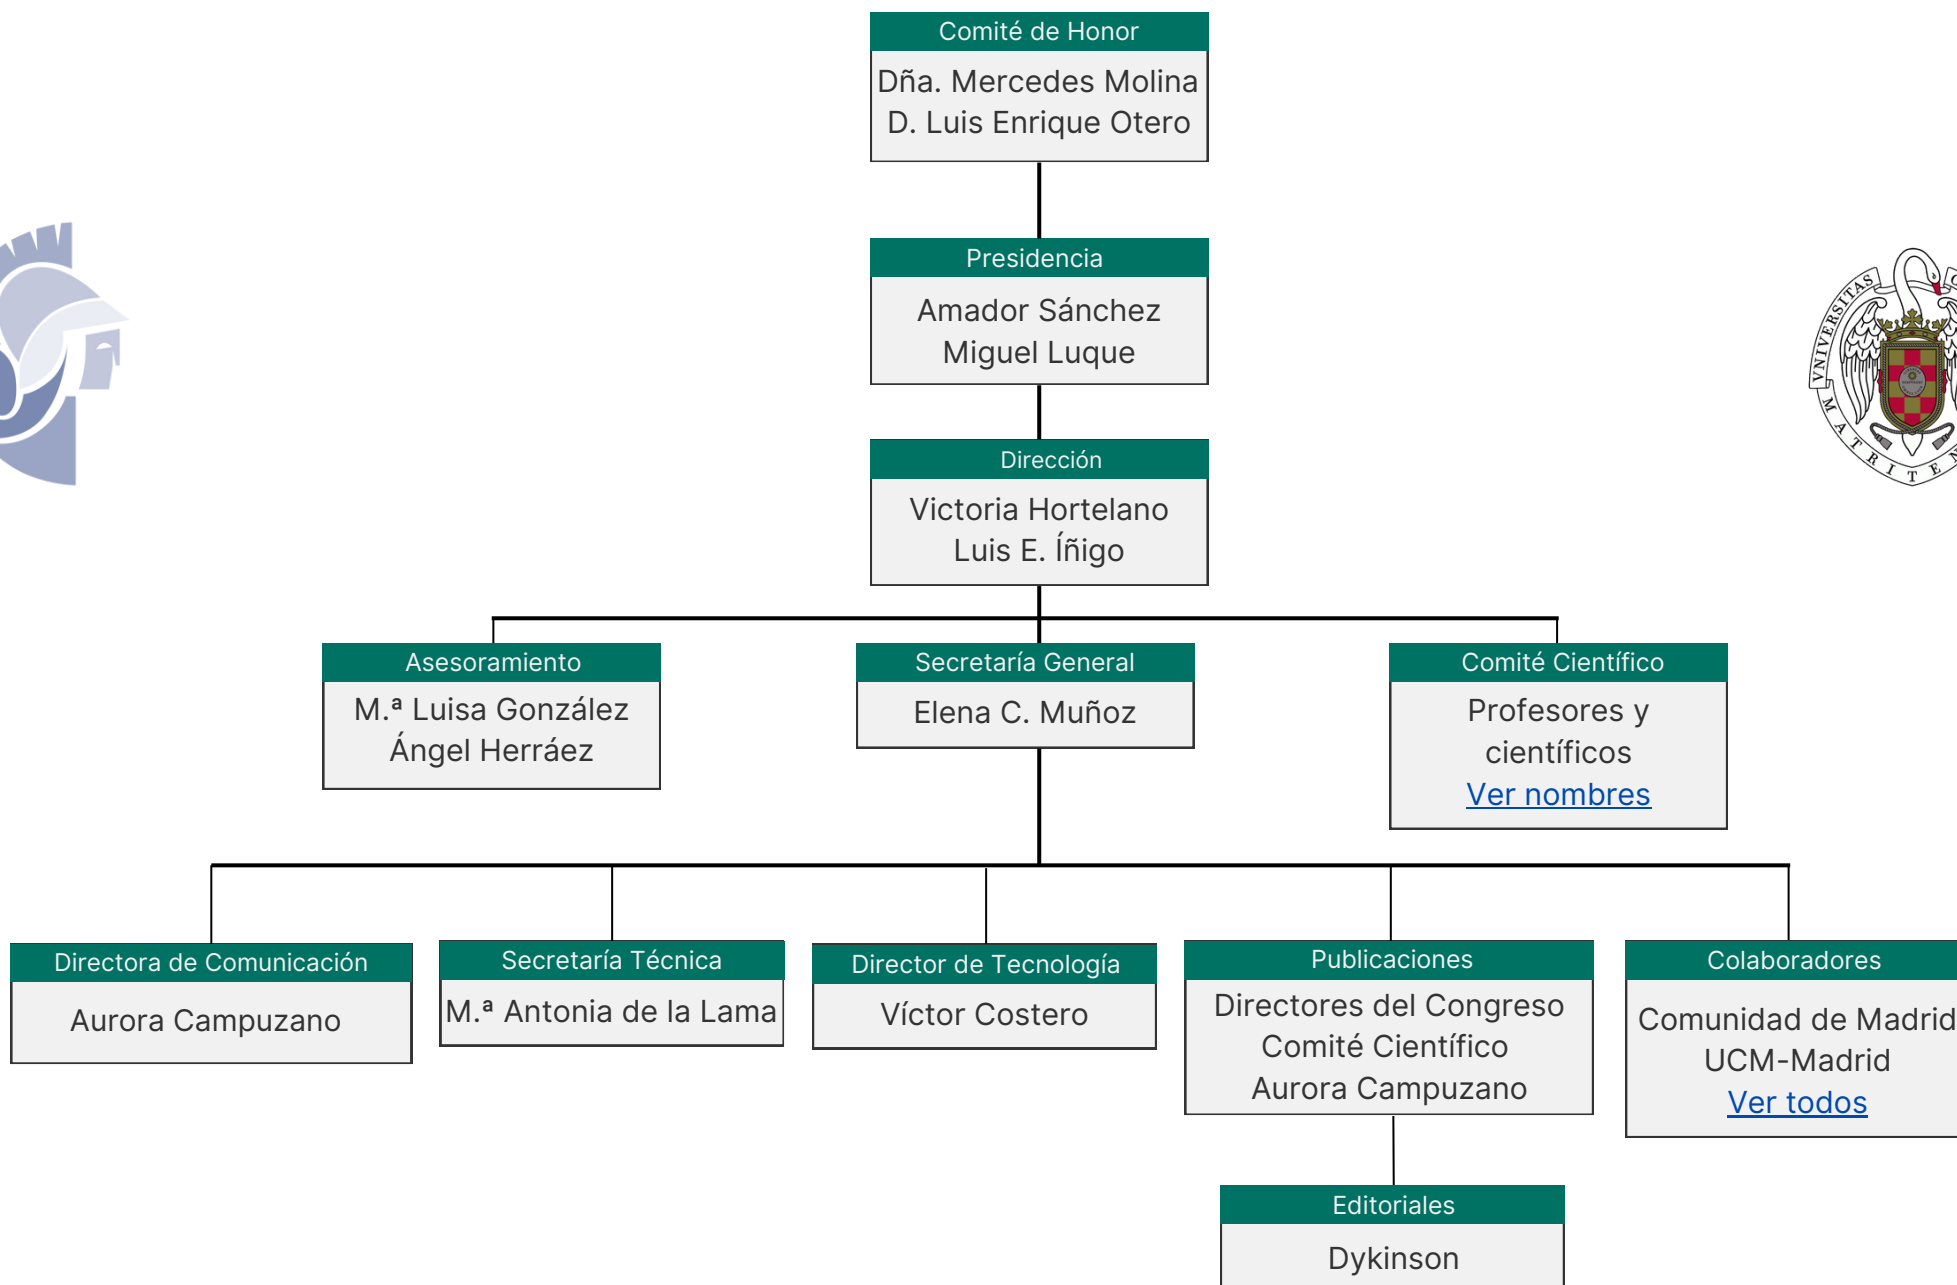 Comité de Honor
Dña. Mercedes Molina
D. Luis Enrique Otero
Presidencia
Amador Sánchez
Miguel Luque
Dirección
Victoria Hortelano
Luis E. Íñigo
Asesoramiento
M.ª Luisa González
Ángel Herráez
Secretaría General
Elena C. Muñoz
Comité Científico
Profesores y
científicos
Ver nombres
Directora de Comunicación
Aurora Campuzano
Secretaría Técnica
M.ª Antonia de la Lama
Director de Tecnología
Víctor Costero
Publicaciones
Directores del Congreso
Comité Científico
Aurora Campuzano
Colaboradores
Comunidad de Madrid
UCM-Madrid
Ver todos
Editoriales
Dykinson
VNIVERSITAS